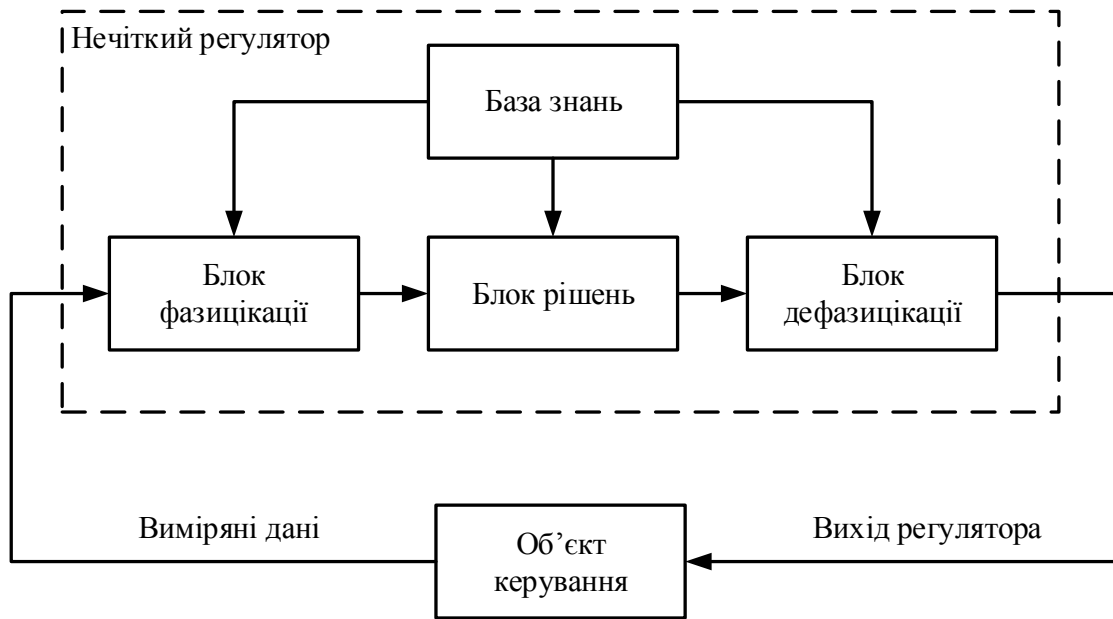 Нечіткий регулятор
База знань
Блок
фазицікації
Блок рішень
Блок
дефазицікації
Виміряні дані
Об’єкт
керування
Вихід регулятора